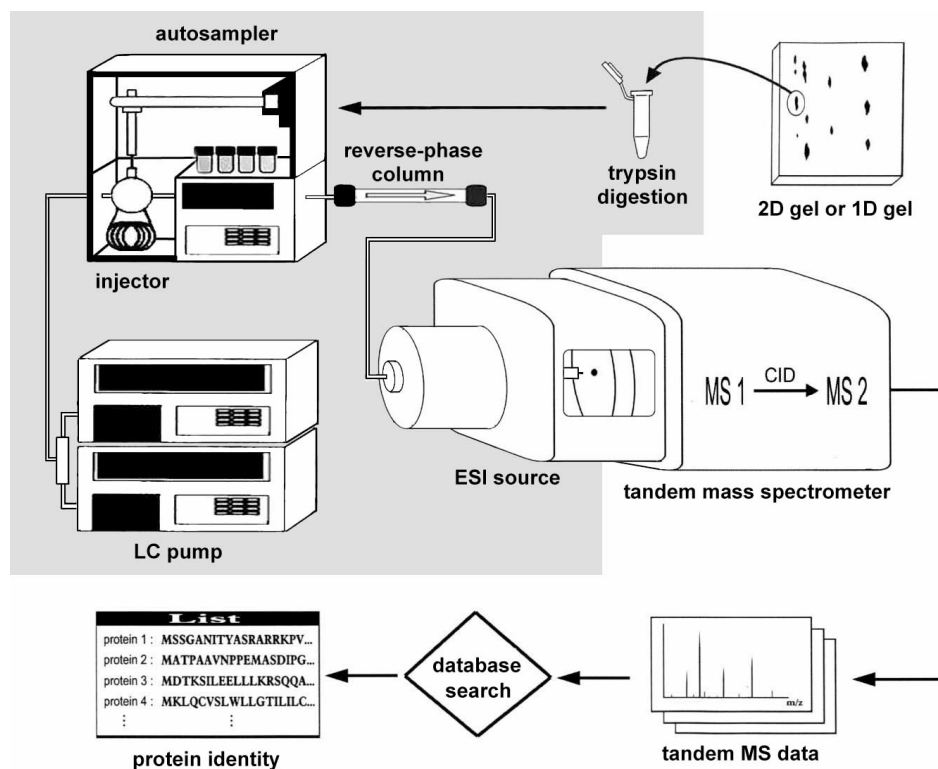 autosampler
reverse-phase
column
trypsin
digestion
2D gel or 1D gel
injector
MS 1
CID
MS 2
ESI source
tandem mass spectrometer
LC pump
List
protein 1 : MSSGANITYASRARRKPV...
protein 2 : MATPAAVNPPEMASDIPG...
protein 3 : MDTKSILEELLLKRSQQA...
protein 4 : MKLQCVSLWLLGTILILC...
⋮ ⋮
protein identity
database
search
m/z
tandem MS data